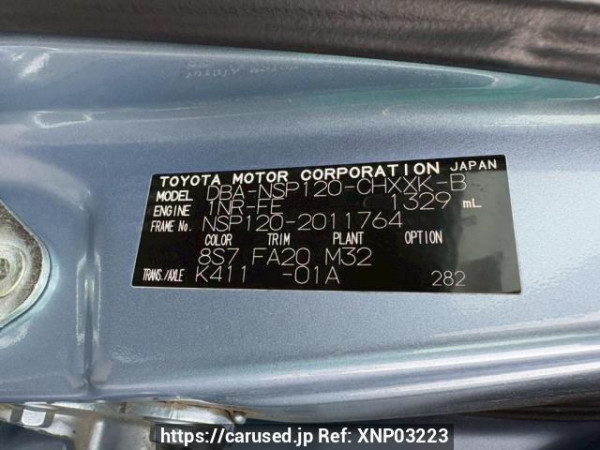 TOYOTA MOTOR CORPORATION JAPAN
MODEL DBA-NSP120-CHXXK-B
ENGINE 1NR-FE 1329 mL
FRAME No. NSP120-2011764
COLOR TRIM PLANT OPTION
8S7 FA20 M32
TRANS./AXLE K411 -01A 282
https://carused.jp Ref: XNP03223